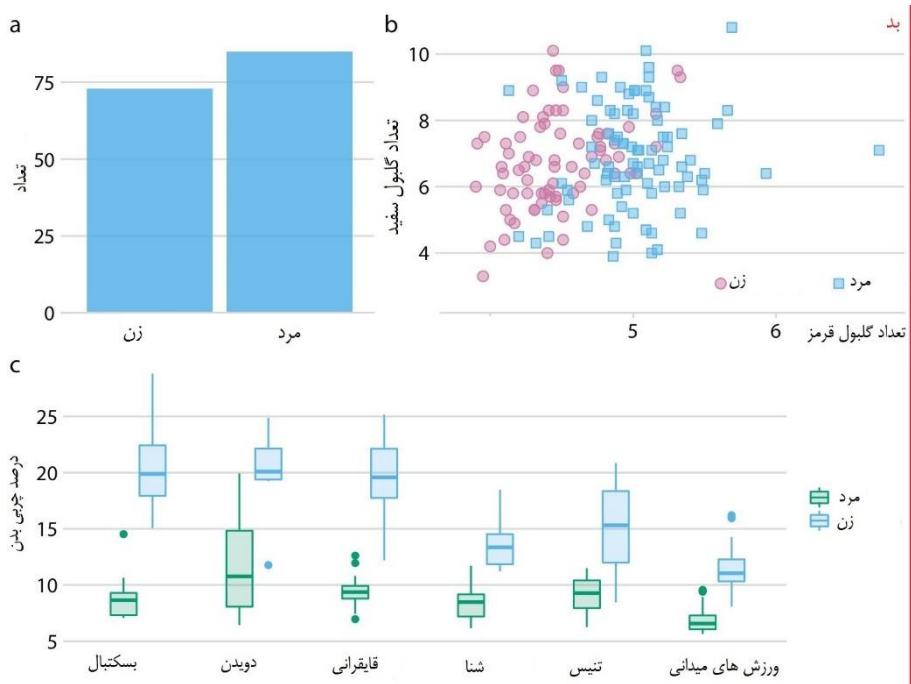 a
75
50
25
0
تعداد
زن
مرد
b
بد
10
8
6
4
تعداد گلبول سفید
زن
مرد
5
6
تعداد گلبول قرمز
c
25
20
15
10
5
درصد چربی بدن
مرد
زن
بسکتبال
دویدن
قایقرانی
شنا
تنیس
ورزش های میدانی